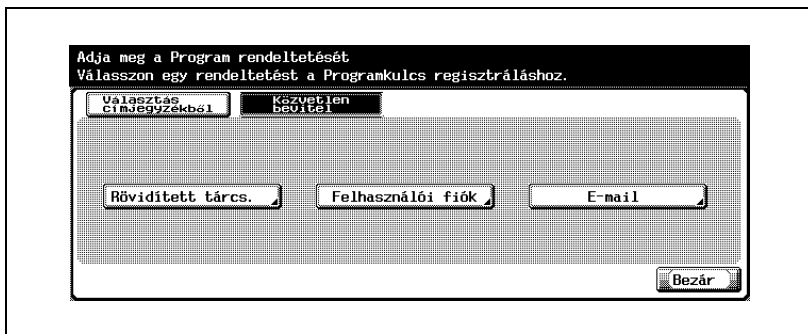 Adja meg a Program rendeltetését
Válasszon egy rendeltetést a Programkulcs regisztráláshoz.
Választás
címjegyzékből
Közvetlen
bevitel
Rövidített tárcs.
Felhasználói fiók
E-mail
Bezár